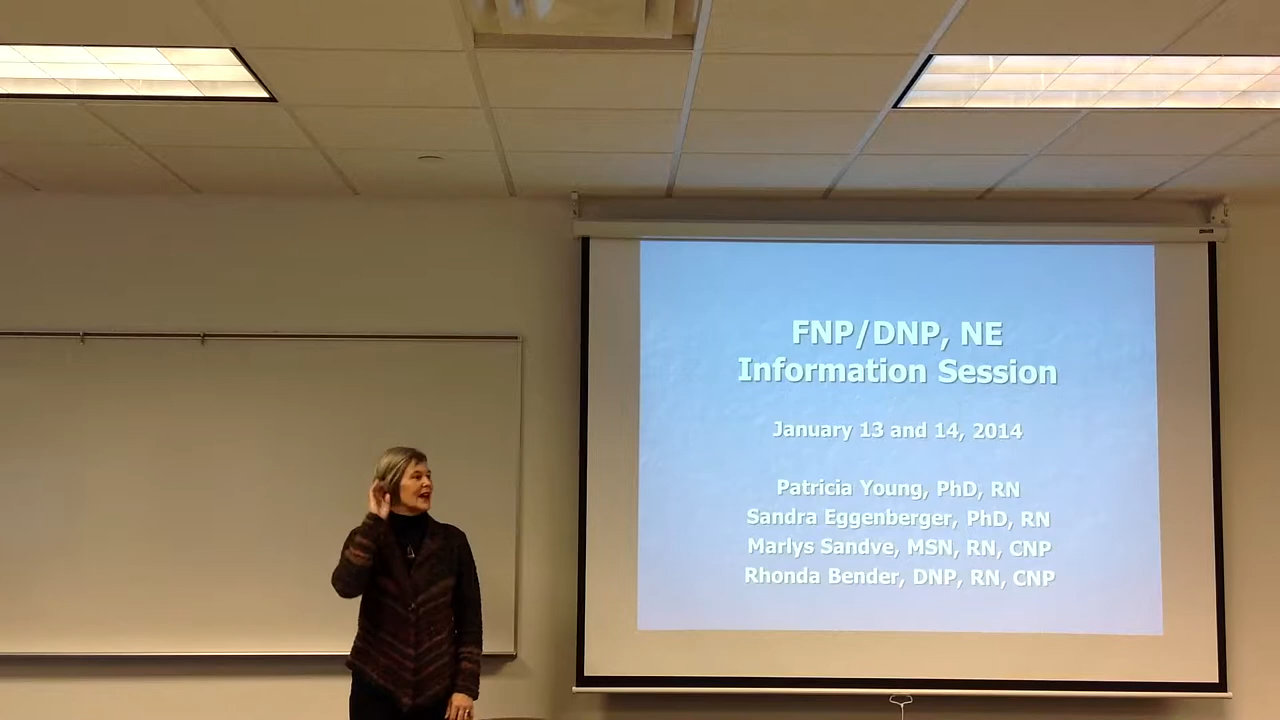 FNP/DNP, NE
Information Session
January 13 and 14, 2014
Patricia Young, PhD, RN
Sandra Eggenberger, PhD, RN
Marlys Sandve, MSN, RN, CNP
Rhonda Bender, DNP, RN, CNP